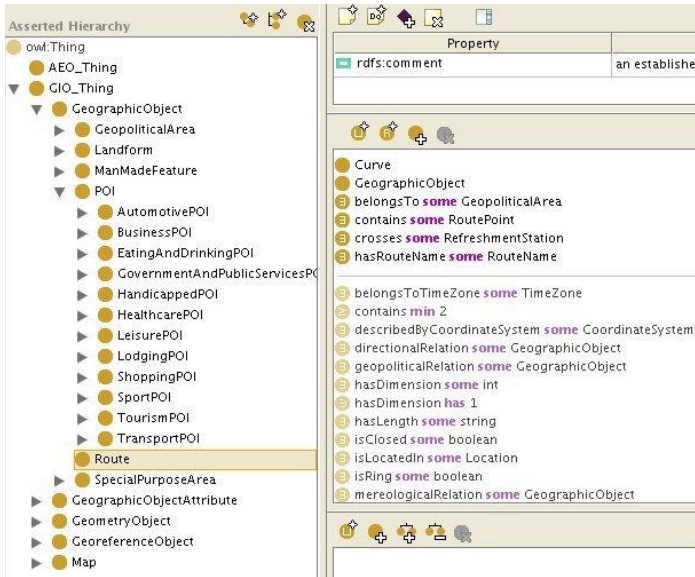 Asserted Hierarchy
owl:Thing
AEO_Thing
GIO_Thing
GeographicObject
GeopoliticalArea
Landform
ManMadeFeature
POI
AutomotivePOI
BusinessPOI
EatingAndDrinkingPOI
GovernmentAndPublicServicesP
HandicappedPOI
HealthcarePOI
LeisurePOI
LodgingPOI
ShoppingPOI
SportPOI
TourismPOI
TransportPOI
Route
SpecialPurposeArea
GeographicObjectAttribute
GeometryObject
GeoreferenceObject
Map
Property
rdfs:comment an establishe
Curve
GeographicObject
belongsTo some GeopoliticalArea
contains some RoutePoint
crosses some RefreshmentStation
hasRouteName some RouteName
belongsToTimeZone some TimeZone
contains min 2
describedByCoordinateSystem some CoordinateSystem
directionalRelation some GeographicObject
geopoliticalRelation some GeographicObject
hasDimension some int
hasDimension has 1
hasLength some string
isClosed some boolean
isLocatedIn some Location
isRing some boolean
mereologicalRelation some GeographicObject